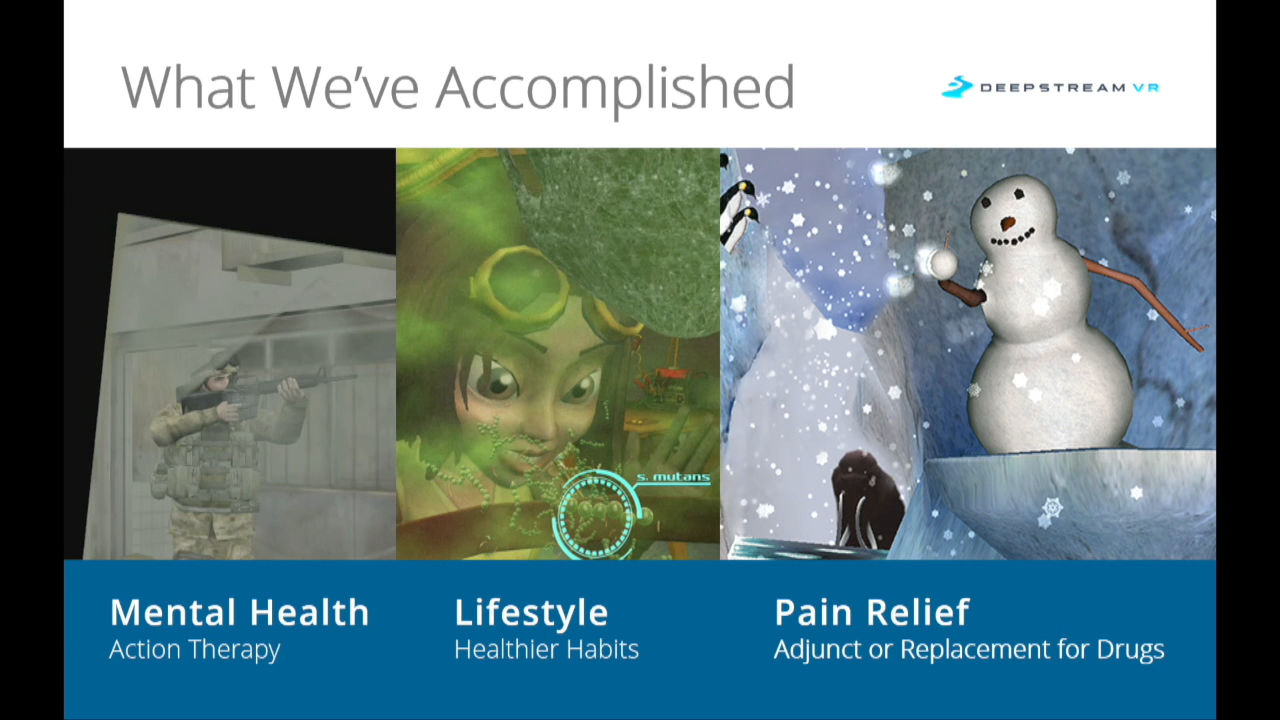 What We've Accomplished
DEEPSTREAM VR
s. mutans
Mental Health
Action Therapy
Lifestyle
Healthier Habits
Pain Relief
Adjunct or Replacement for Drugs